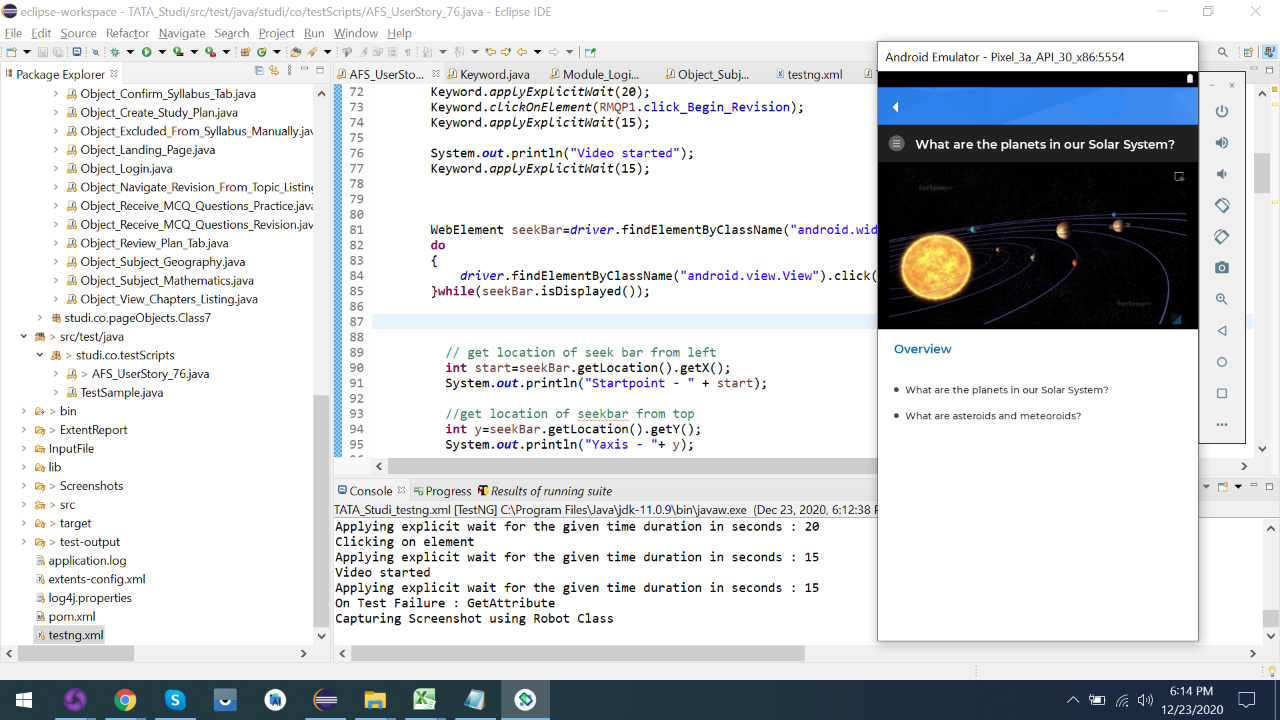 eclipse-workspace - TATA_Studi/src/test/java/studi/co/testScripts/AFS_UserStory_76.java - Eclipse IDE
File Edit Source Refactor Navigate Search Project Run Window Help
Package Explorer
Object_Confirm_Syllabus_Tab.java
Object_Create_Study_Plan.java
Object_Excluded_From_Syllabus_Manually.jav
Object_Landing_Page.java
Object_Login.java
Object_Navigate_Revision_From_Topic_Listing
Object_Receive_MCQ_Questions_Practice.java
Object_Receive_MCQ_Questions_Revision.jav
Object_Review_Plan_Tab.java
Object_Subject_Geography.java
Object_Subject_Mathematics.java
Object_View_Chapters_Listing.java
studi.co.pageObjects.Class7
> src/test/java
> studi.co.testScripts
> AFS_UserStory_76.java
TestSample.java
> bin
> ExtentReport
InputFile
lib
> Screenshots
> src
> target
> test-output
application.log
extents-config.xml
log4j.properties
pom.xml
testng.xml
AFS_UserSto... Keyword.java Module_Logi... Object_Subj... testng.xml
72 Keyword.applyExplicitWait(20);
73 Keyword.clickOnElement(RMQP1.click_Begin_Revision);
74 Keyword.applyExplicitWait(15);
75
76 System.out.println("Video started");
77 Keyword.applyExplicitWait(15);
78
79
80
81 WebElement seekBar=driver.findElementByClassName("android.wid
82 do
83 {
84 driver.findElementByClassName("android.view.View").click(
85 }while(seekBar.isDisplayed());
86
87
88
89 // get location of seek bar from left
90 int start=seekBar.getLocation().getX();
91 System.out.println("Startpoint - " + start);
92
93 //get location of seekbar from top
94 int y=seekBar.getLocation().getY();
95 System.out.println("Yaxis - "+ y);
Console Progress Results of running suite
TATA_Studi_testng.xml [TestNG] C:\Program Files\Java\jdk-11.0.9\bin\javaw.exe (Dec 23, 2020, 6:12:38 P
Applying explicit wait for the given time duration in seconds : 20
Clicking on element
Applying explicit wait for the given time duration in seconds : 15
Video started
Applying explicit wait for the given time duration in seconds : 15
On Test Failure : GetAttribute
Capturing Screenshot using Robot Class
Android Emulator - Pixel_3a_API_30_x86:5554
What are the planets in our Solar System?
Overview
What are the planets in our Solar System?
What are asteroids and meteoroids?
6:14 PM
12/23/2020